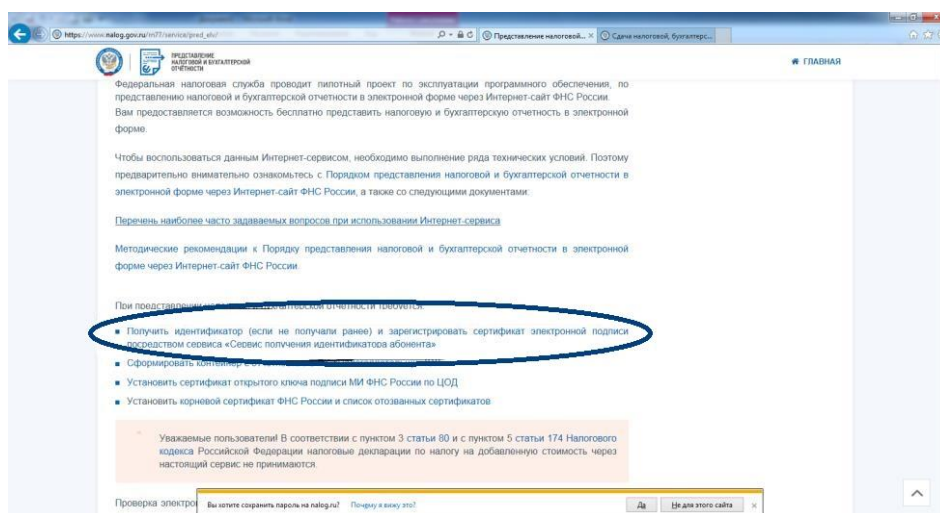 https://www.nalog.gov.ru/rn77/service/pred_elv/
Представление налоговой...
Сдача налоговой, бухгалтерс...
ПРЕДСТАВЛЕНИЕ
НАЛОГОВОЙ И БУХГАЛТЕРСКОЙ
ОТЧЁТНОСТИ
ГЛАВНАЯ
Федеральная налоговая служба проводит пилотный проект по эксплуатации программного обеспечения, по
представлению налоговой и бухгалтерской отчетности в электронной форме через Интернет-сайт ФНС России.
Вам предоставляется возможность бесплатно представить налоговую и бухгалтерскую отчетность в электронной
форме.
Чтобы воспользоваться данным Интернет-сервисом, необходимо выполнение ряда технических условий. Поэтому
предварительно внимательно ознакомьтесь с Порядком представления налоговой и бухгалтерской отчетности в
электронной форме через Интернет-сайт ФНС России, а также со следующими документами:
Перечень наиболее часто задаваемых вопросов при использовании Интернет-сервиса
Методические рекомендации к Порядку представления налоговой и бухгалтерской отчетности в электронной
форме через Интернет-сайт ФНС России.
При представлении отчетности требуется:
Получить идентификатор (если не получали ранее) и зарегистрировать сертификат электронной подписи
посредством сервиса «Сервис получения идентификатора абонента»
Сформировать контейнер с
Установить сертификат открытого ключа подписи МИ ФНС России по ЦОД
Установить корневой сертификат ФНС России и список отозванных сертификатов
Уважаемые пользователи! В соответствии с пунктом 3 статьи 80 и с пунктом 5 статьи 174 Налогового
кодекса Российской Федерации налоговые декларации по налогу на добавленную стоимость через
настоящий сервис не принимаются.
Проверка электро
Вы хотите сохранить пароль на nalog.ru? Почему я вижу это? Да Не для этого сайта